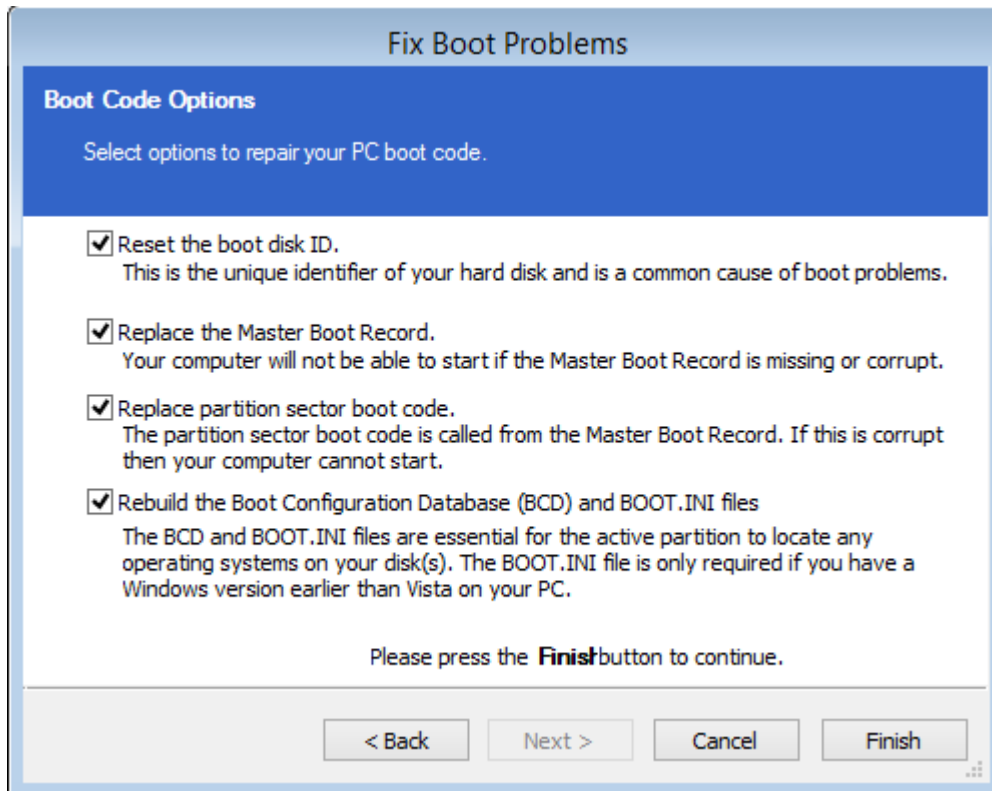 Fix Boot Problems
Boot Code Options
Select options to repair your PC boot code.
Reset the boot disk ID.
This is the unique identifier of your hard disk and is a common cause of boot problems.
Replace the Master Boot Record.
Your computer will not be able to start if the Master Boot Record is missing or corrupt.
Replace partition sector boot code.
The partition sector boot code is called from the Master Boot Record. If this is corrupt
then your computer cannot start.
Rebuild the Boot Configuration Database (BCD) and BOOT.INI files
The BCD and BOOT.INI files are essential for the active partition to locate any
operating systems on your disk(s). The BOOT.INI file is only required if you have a
Windows version earlier than Vista on your PC.
Please press the Finish button to continue.
< Back Next > Cancel Finish